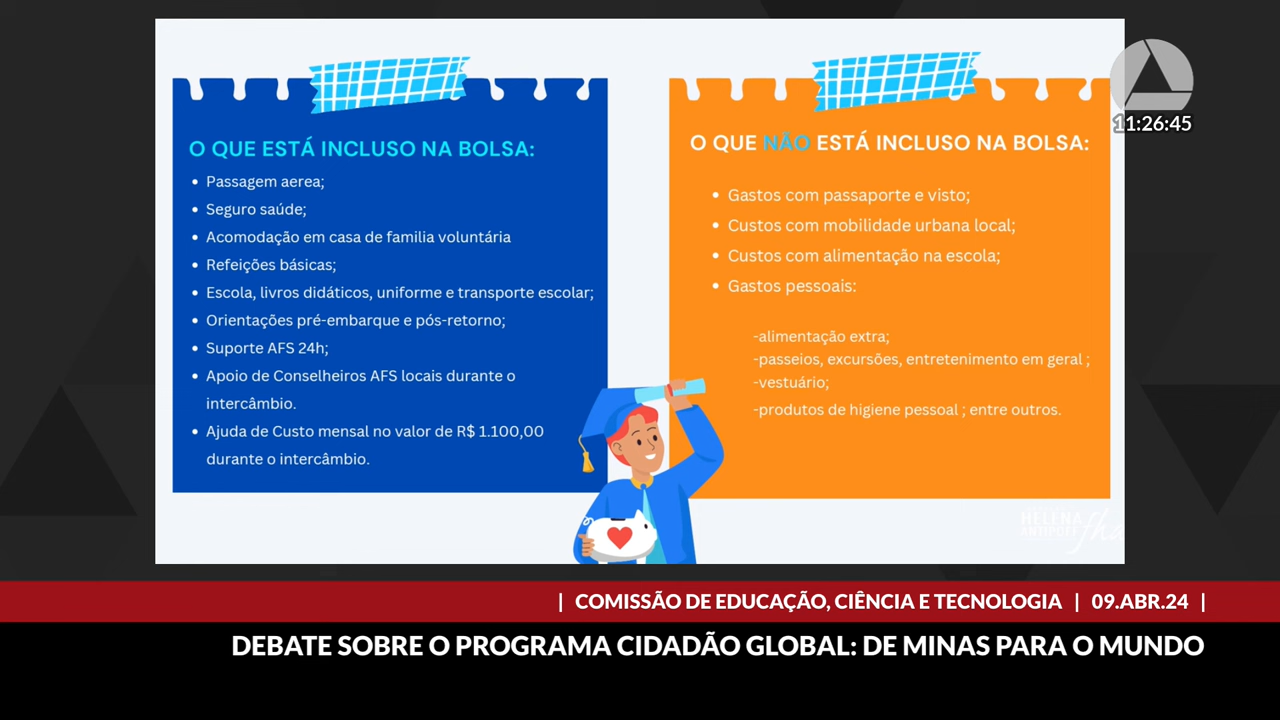 O QUE ESTÁ INCLUSO NA BOLSA:
• Passagem aerea;
• Seguro saúde;
• Acomodação em casa de familia voluntária
• Refeições básicas;
• Escola, livros didáticos, uniforme e transporte escolar;
• Orientações pré-embarque e pós-retorno;
• Suporte AFS 24h;
• Apoio de Conselheiros AFS locais durante o
intercâmbio.
• Ajuda de Custo mensal no valor de R$ 1.100,00
durante o intercâmbio.
O QUE NÃO ESTÁ INCLUSO NA BOLSA:
• Gastos com passaporte e visto;
• Custos com mobilidade urbana local;
• Custos com alimentação na escola;
• Gastos pessoais:
-alimentação extra;
-passeios, excursões, entretenimento em geral ;
-vestuário;
-produtos de higiene pessoal ; entre outros.
HELENA
ANTIPOFF
fha
11:26:45
| COMISSÃO DE EDUCAÇÃO, CIÊNCIA E TECNOLOGIA | 09.ABR.24 |
DEBATE SOBRE O PROGRAMA CIDADÃO GLOBAL: DE MINAS PARA O MUNDO